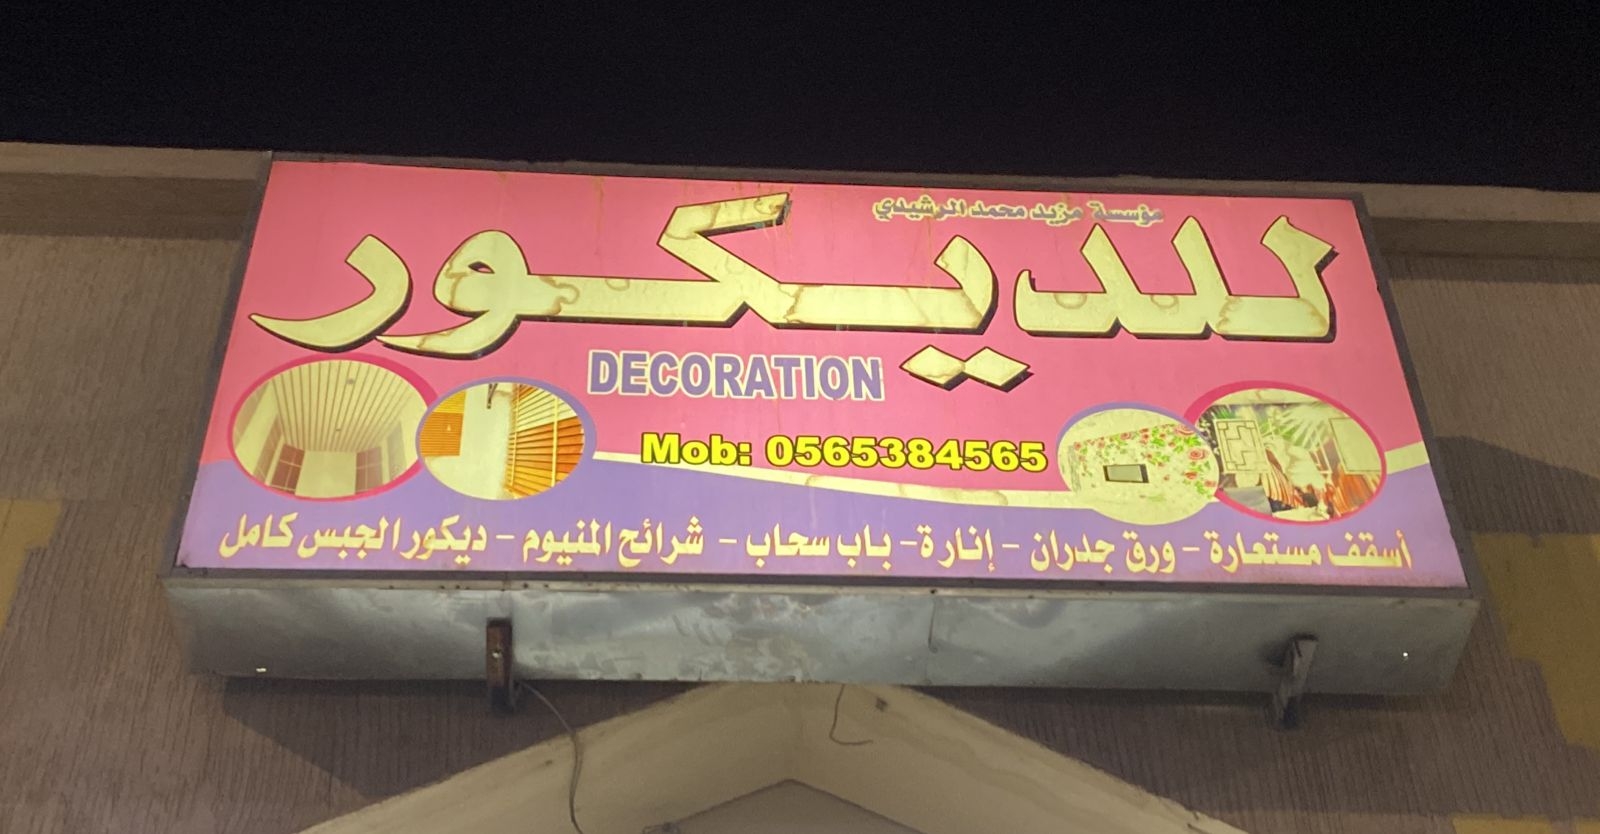 مؤسسة مزيد محمد الرشيدي
للديكور
DECORATION
Mob: 0565384565
أسقف مستعارة - ورق جدران - إنارة - باب سحاب - شرائح المنيوم - ديكور الجبس كامل